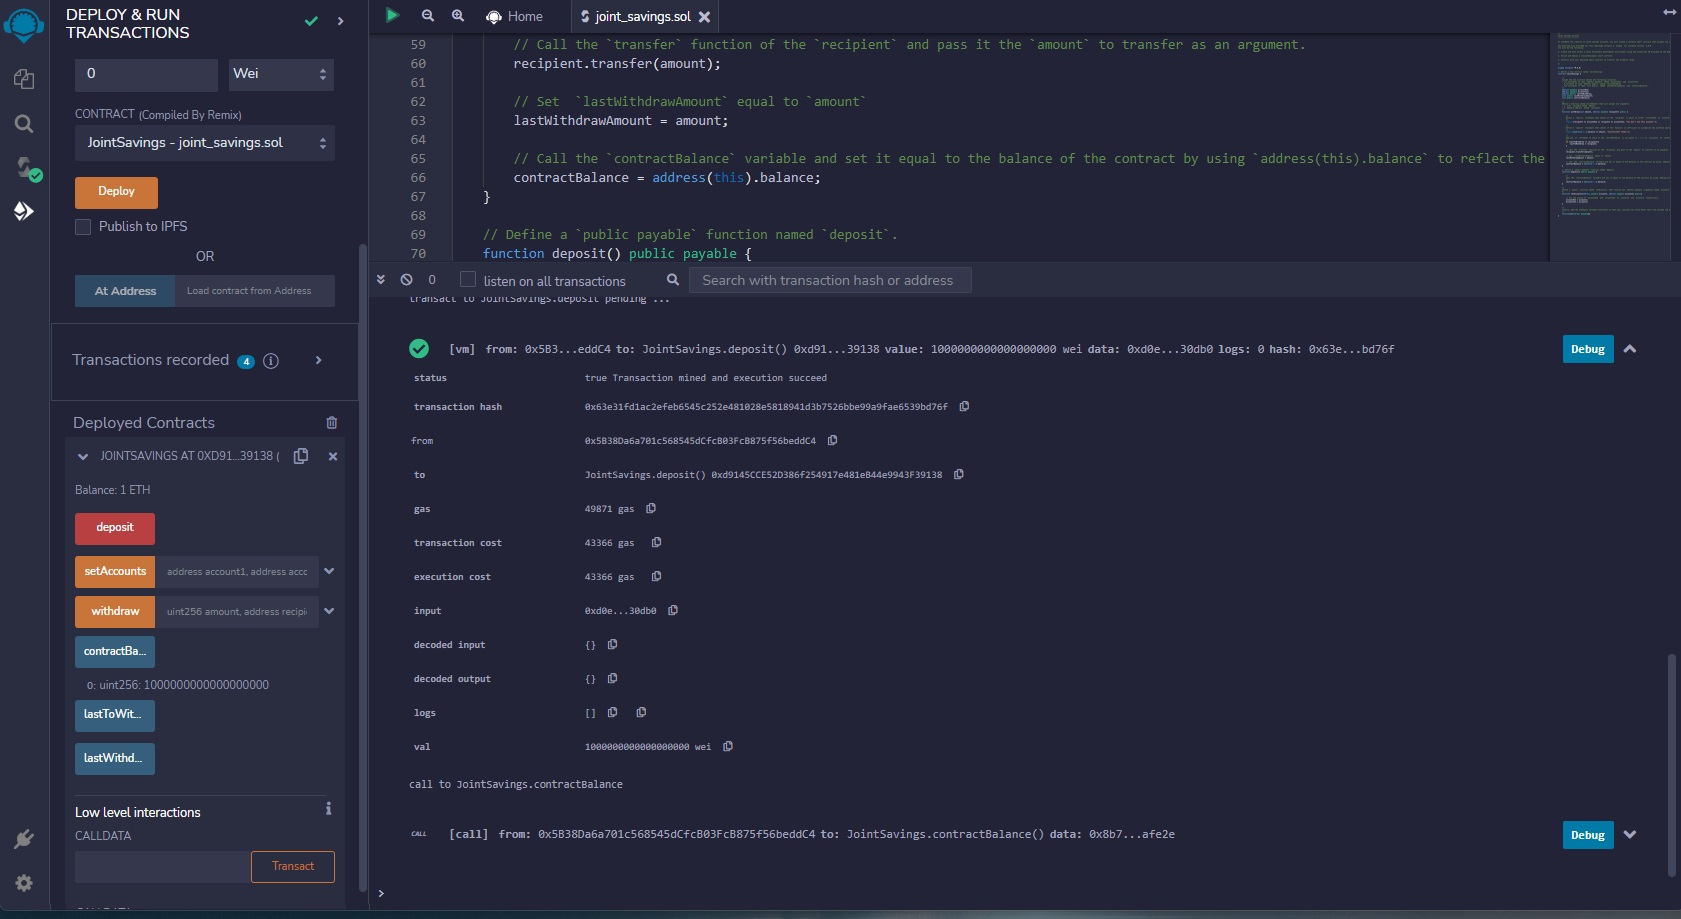 DEPLOY & RUN
TRANSACTIONS
0
Wei
CONTRACT (Compiled By Remix)
JointSavings - joint_savings.sol
Deploy
Publish to IPFS
OR
At Address
Load contract from Address
Transactions recorded 4 i
Deployed Contracts
JOINTSAVINGS AT 0XD91...39138 (
Balance: 1 ETH
deposit
setAccounts
address account1, address acco
withdraw
uint256 amount, address recipi
contractBa...
0: uint256: 1000000000000000000
lastToWit...
lastWithd...
Low level interactions
CALLDATA
Transact
Home
joint_savings.sol
59 // Call the `transfer` function of the `recipient` and pass it the `amount` to transfer as an argument.
60 recipient.transfer(amount);
61
62 // Set  `lastWithdrawAmount` equal to `amount`
63 lastWithdrawAmount = amount;
64
65 // Call the `contractBalance` variable and set it equal to the balance of the contract by using `address(this).balance` to reflect the
66 contractBalance = address(this).balance;
67 }
68
69 // Define a `public payable` function named `deposit`.
70 function deposit() public payable {
0
listen on all transactions
Search with transaction hash or address
transact to JointSavings.deposit pending ...
[vm] from: 0x5B3...eddC4 to: JointSavings.deposit() 0xd91...39138 value: 1000000000000000000 wei data: 0xd0e...30db0 logs: 0 hash: 0x63e...bd76f
Debug
status true Transaction mined and execution succeed
transaction hash 0x63e31fd1ac2efeb6545c252e481028e5818941d3b7526bbe99a9fae6539bd76f
from 0x5B38Da6a701c568545dCfcB03FcB875f56beddC4
to JointSavings.deposit() 0xd9145CCE52D386f254917e481eB44e9943F39138
gas 49871 gas
transaction cost 43366 gas
execution cost 43366 gas
input 0xd0e...30db0
decoded input {}
decoded output {}
logs []
val 1000000000000000000 wei
call to JointSavings.contractBalance
CALL [call] from: 0x5B38Da6a701c568545dCfcB03FcB875f56beddC4 to: JointSavings.contractBalance() data: 0x8b7...afe2e
Debug
>